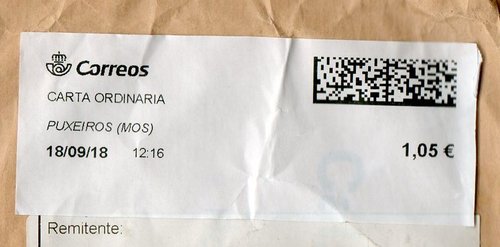 Correos
CARTA ORDINARIA
PUXEIROS (MOS)
18/09/18 12:16
1,05 €
Remitente: